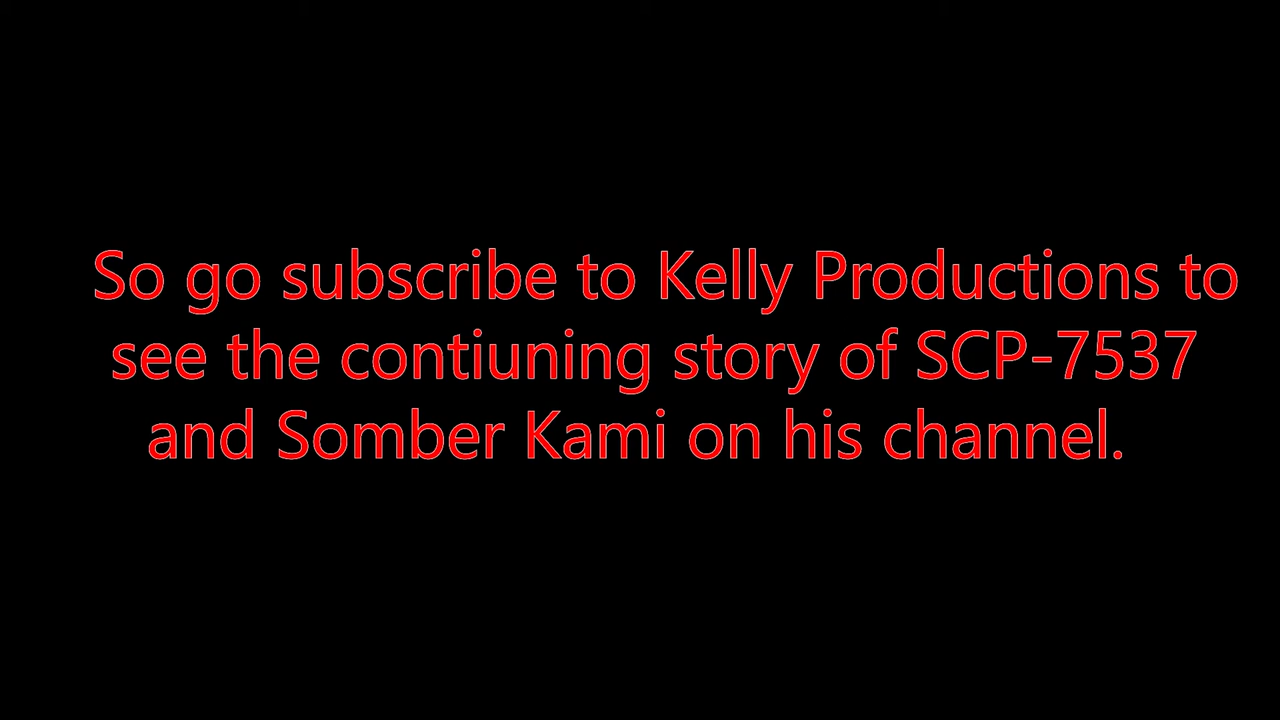 So go subscribe to Kelly Productions to
see the contiuning story of SCP-7537
and Somber Kami on his channel.